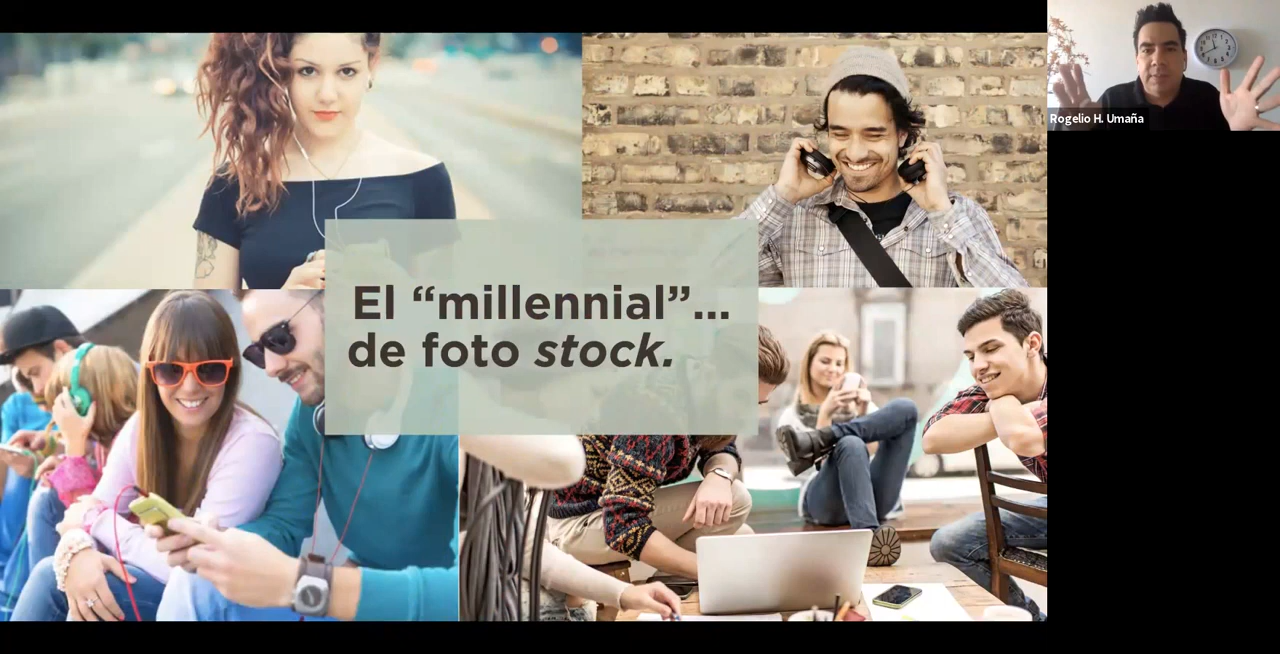 El “millennial”...
de foto stock.
Rogelio H. Umaña